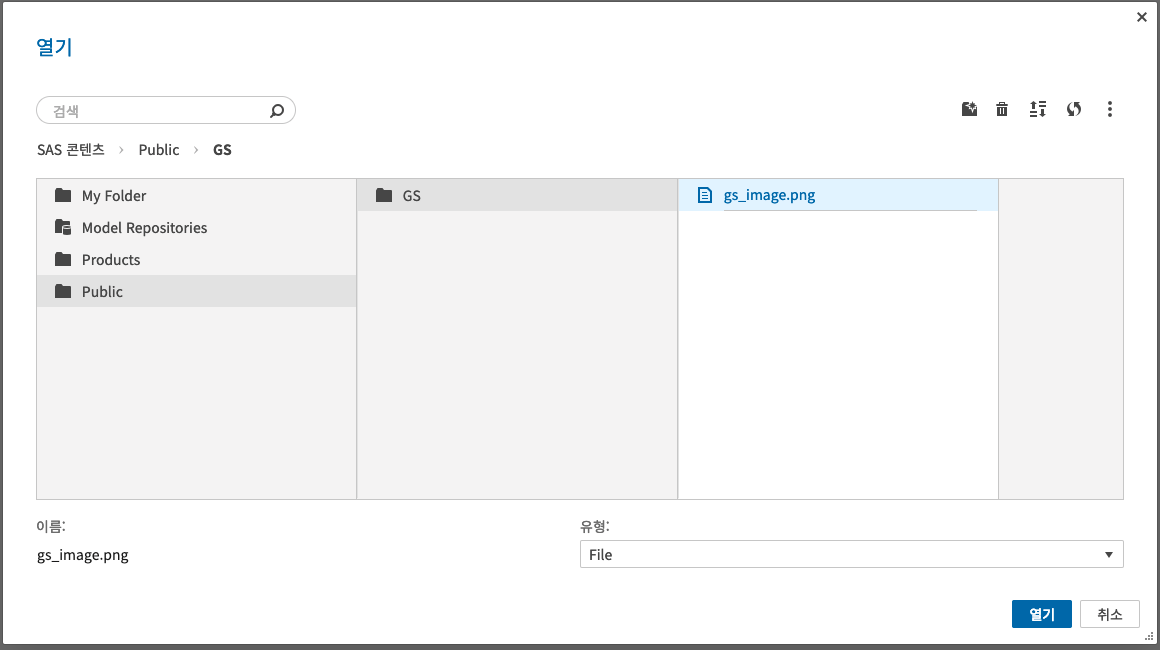 열기
검색
SAS 콘텐츠 > Public > GS
My Folder
Model Repositories
Products
Public
GS
gs_image.png
이름:
gs_image.png
유형:
File
열기
취소